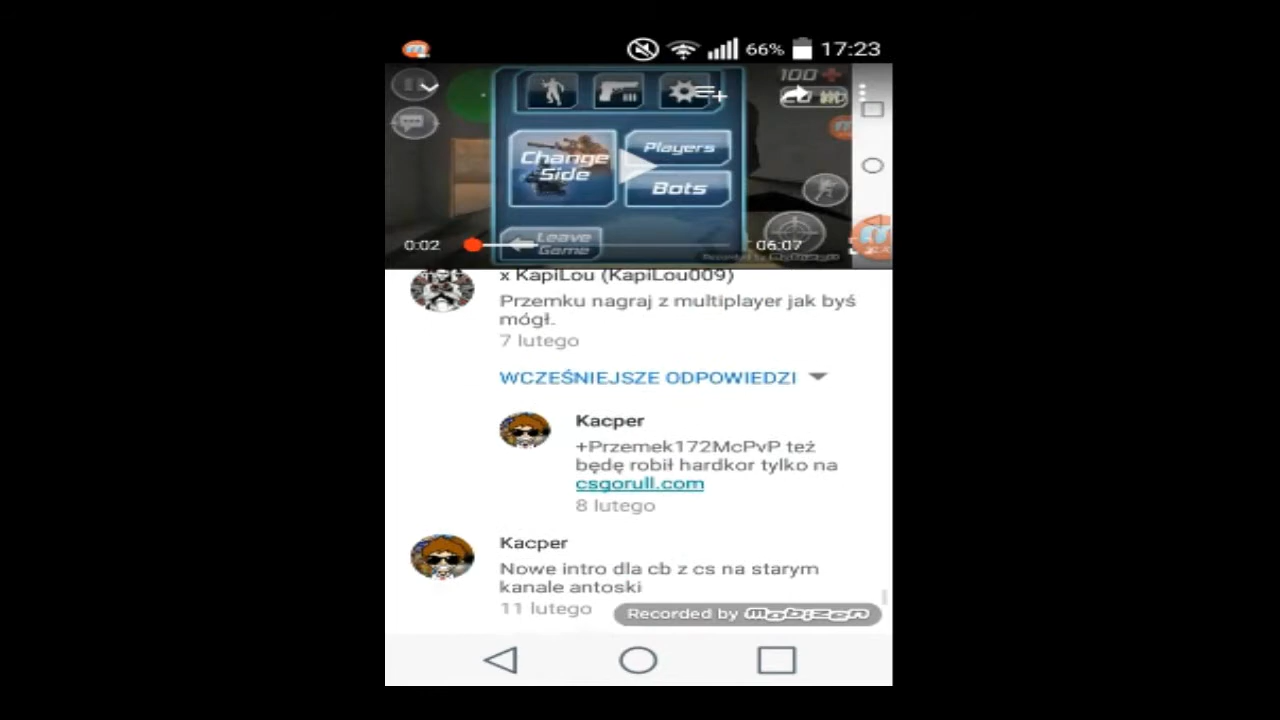 66% 17:23
100
Change
Side
Players
Bots
Leave
Game
0:02
06:07
x KapiLou (KapiLou009)
Przemku nagraj z multiplayer jak byś
mógł.
7 lutego
WCZEŚNIEJSZE ODPOWIEDZI
Kacper
+Przemek172McPvP też
będę robił hardkor tylko na
csgorull.com
8 lutego
Kacper
Nowe intro dla cb z cs na starym
kanale antoski
11 lutego
Recorded by mobizen